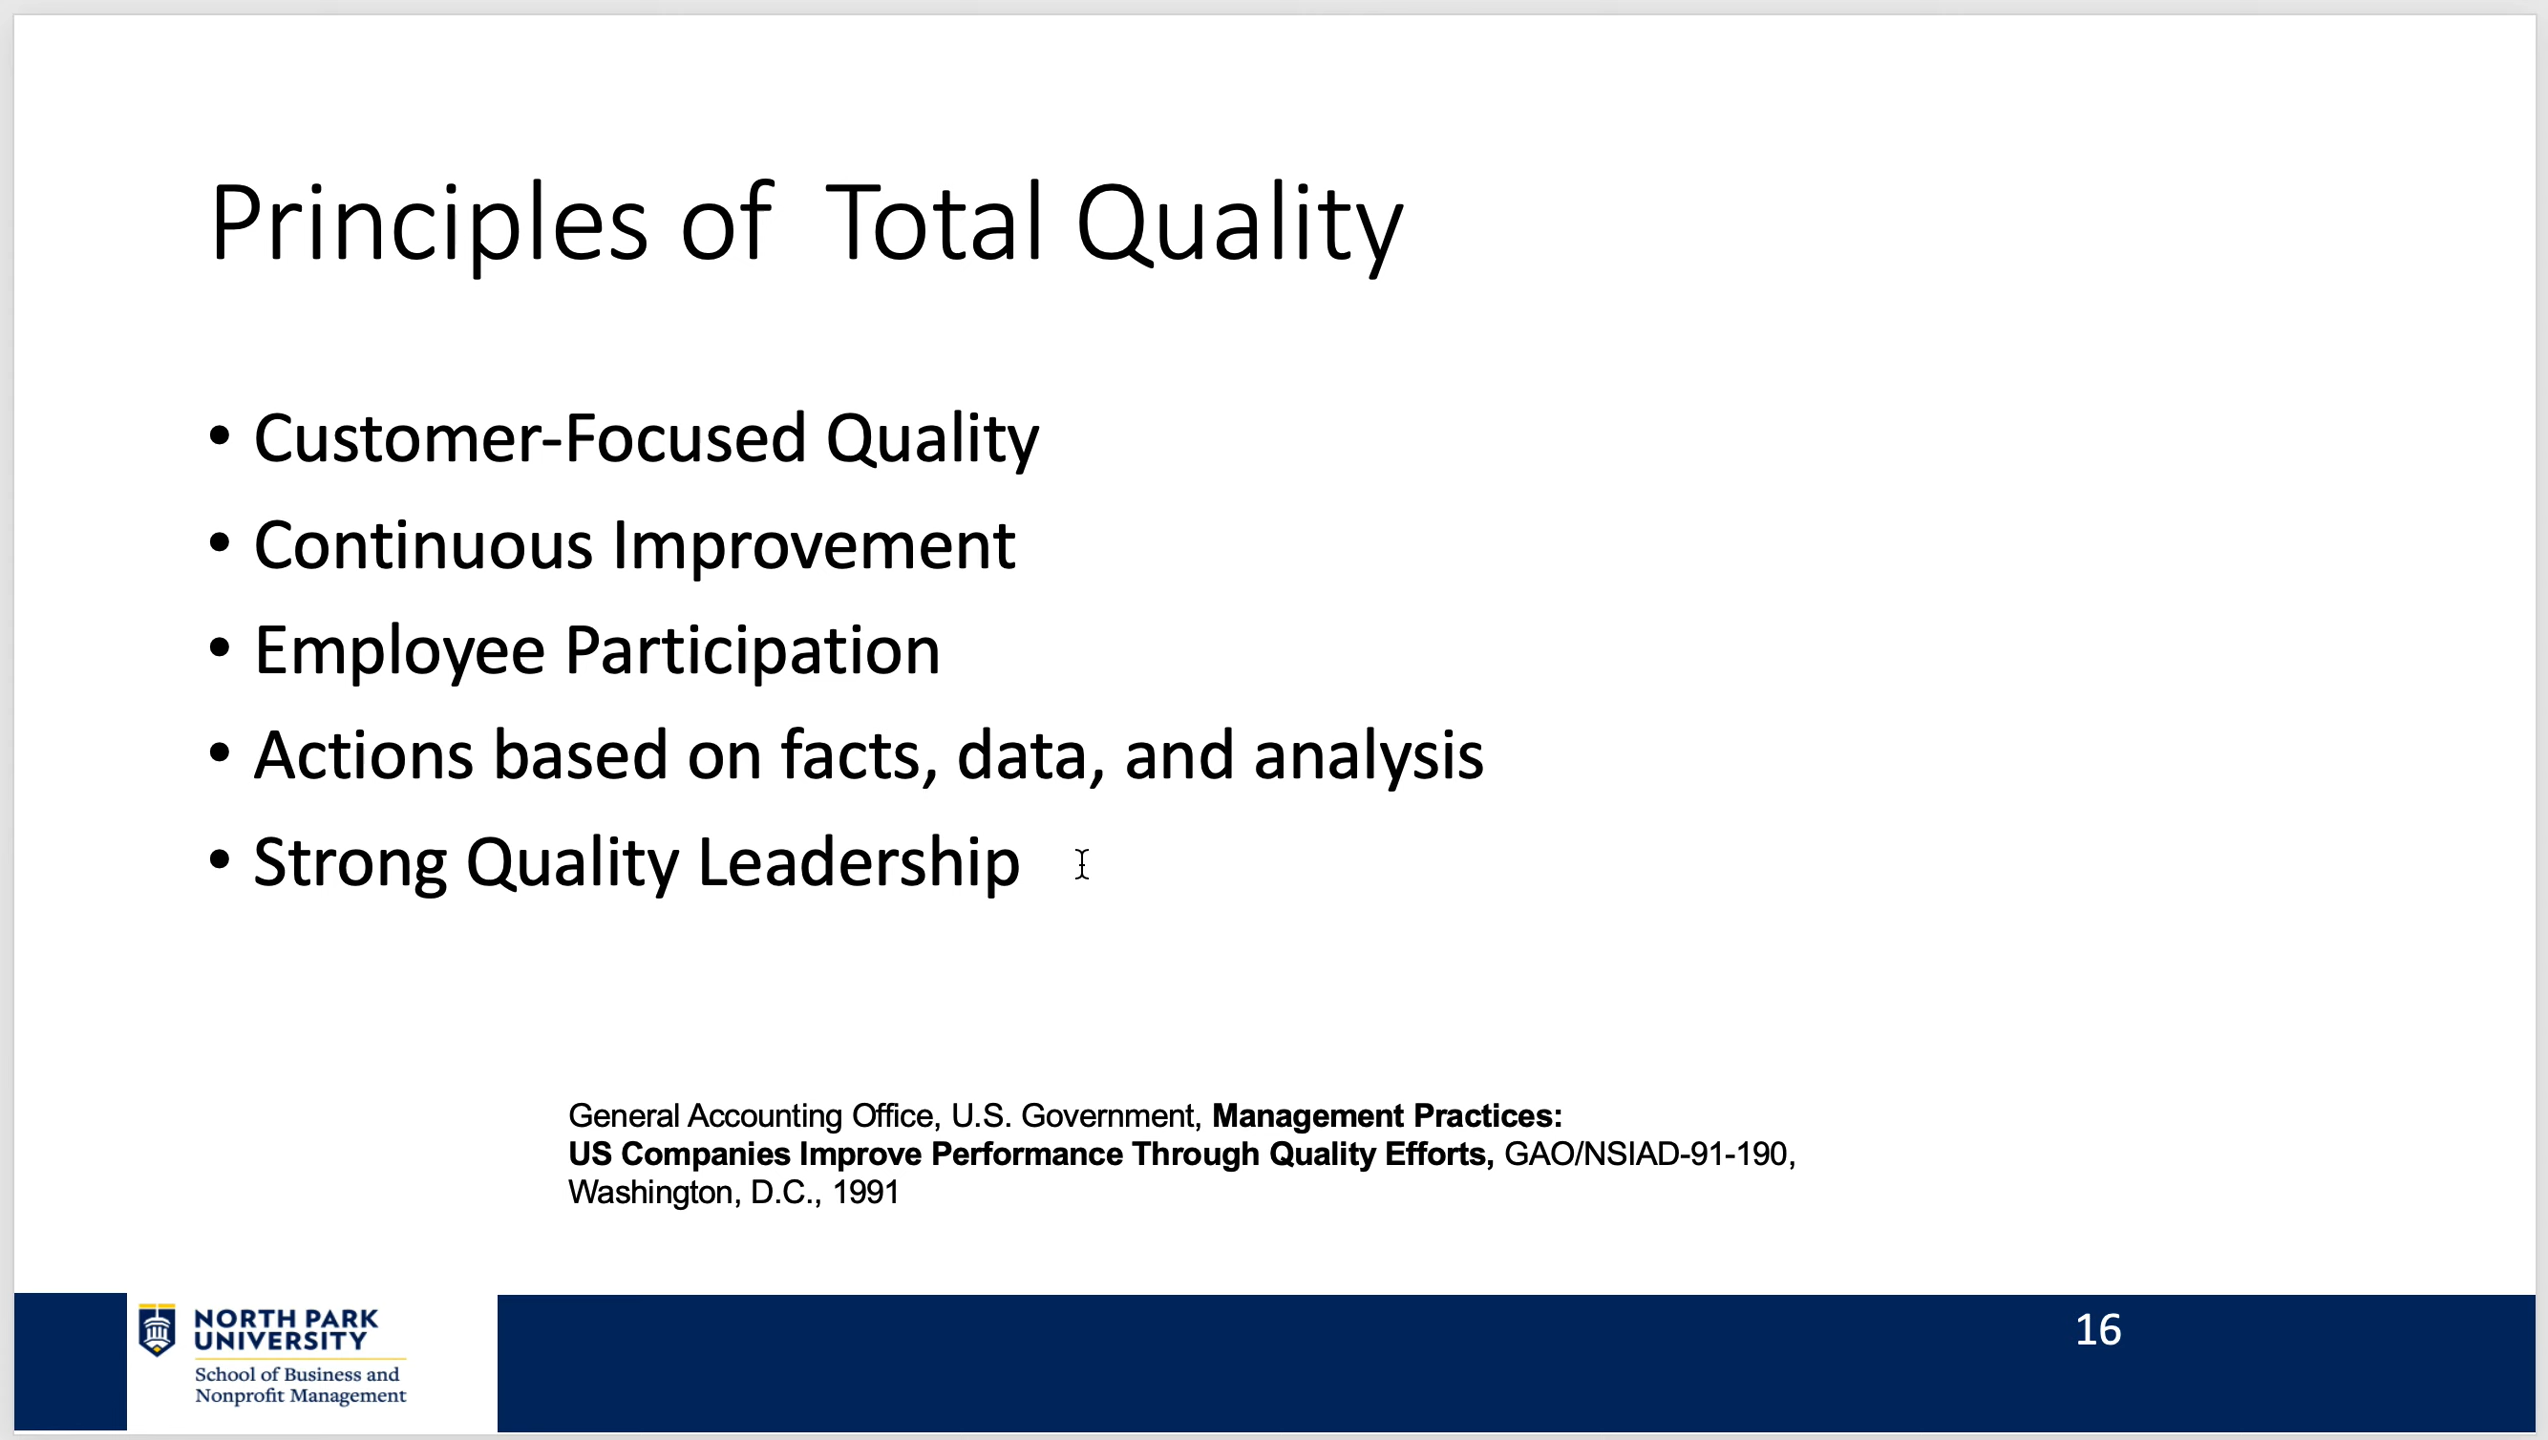 Principles of  Total Quality
• Customer-Focused Quality
• Continuous Improvement
• Employee Participation
• Actions based on facts, data, and analysis
• Strong Quality Leadership
General Accounting Office, U.S. Government, Management Practices:
US Companies Improve Performance Through Quality Efforts, GAO/NSIAD-91-190,
Washington, D.C., 1991
NORTH PARK
UNIVERSITY
School of Business and
Nonprofit Management
16